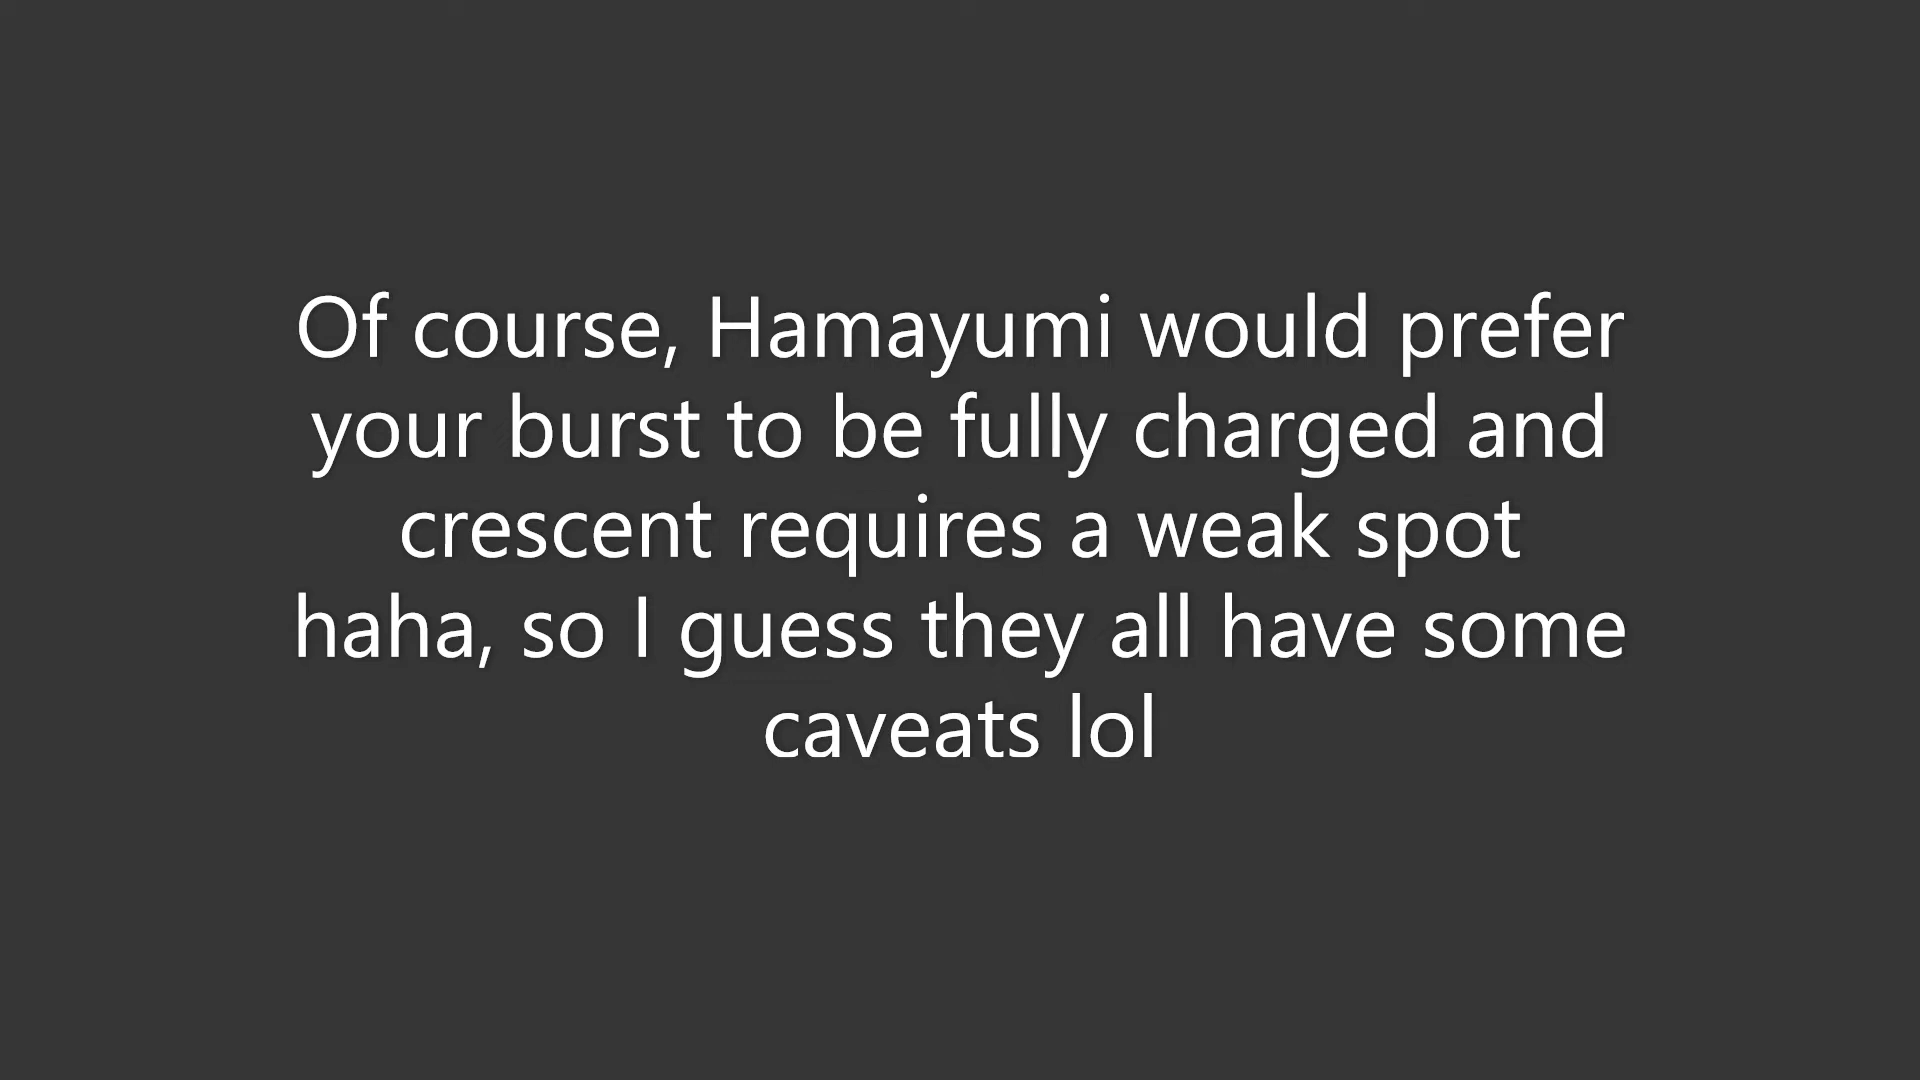 Of course, Hamayumi would prefer
your burst to be fully charged and
crescent requires a weak spot
haha, so I guess they all have some
caveats lol